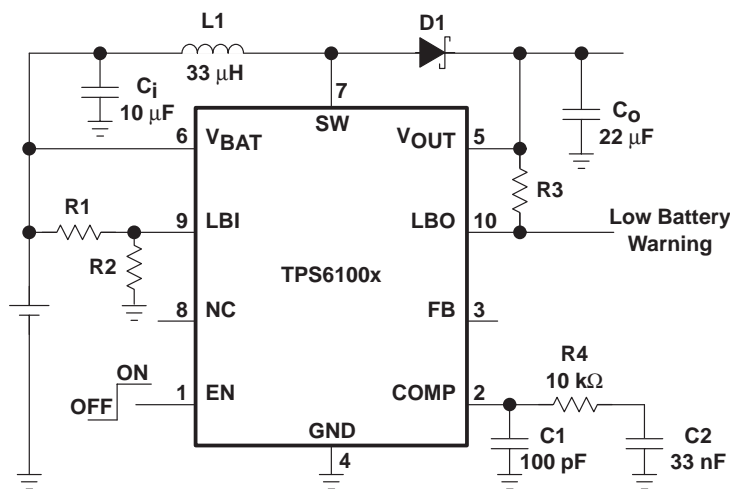 L1
33 μH
D1
Ci
10 μF
7
SW
Co
22 μF
6
VBAT
VOUT
5
R3
R1
9
LBI
LBO
10
Low Battery
Warning
R2
TPS6100x
8
NC
FB
3
R4
10 kΩ
ON
OFF
1
EN
COMP
2
GND
4
C1
100 pF
C2
33 nF